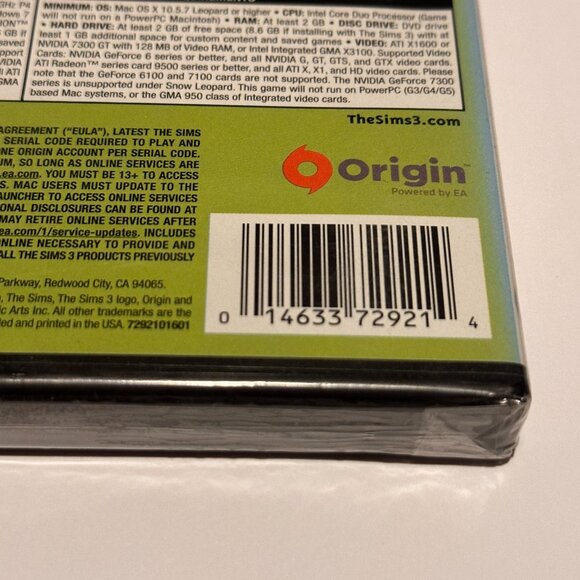 MINIMUM: OS: Mac OS X 10.5.7 Leopard or higher • CPU: Intel Core Duo Processor (Game
will not run on a PowerPC Macintosh) • RAM: At least 2 GB • DISC DRIVE: DVD drive
• HARD DRIVE: At least 2 GB of free space (8.6 GB if installing with The Sims 3) with at
least 1 GB additional space for custom content and saved games • VIDEO: ATI X1600 or
NVIDIA 7300 GT with 128 MB of Video RAM, or Intel Integrated GMA X3100. Supported Video
Cards: NVIDIA GeForce 6 series or better, and all NVIDIA G, GT, GTS, and GTX video cards.
ATI Radeon™ series card 9500 series or better, and all ATI X, X1, and HD video cards. Please
note that the GeForce 6100 and 7100 cards are not supported. The NVIDIA GeForce 7300
series is unsupported under Snow Leopard. This game will not run on PowerPC (G3/G4/G5)
based Mac systems, or the GMA 950 class of integrated video cards.
TheSims3.com
AGREEMENT ("EULA"), LATEST THE SIMS
SERIAL CODE REQUIRED TO PLAY AND
ONE ORIGIN ACCOUNT PER SERIAL CODE.
UM, SO LONG AS ONLINE SERVICES ARE
.ea.com. YOU MUST BE 13+ TO ACCESS
S. MAC USERS MUST UPDATE TO THE
AUNCHER TO ACCESS ONLINE SERVICES
ONAL DISCLOSURES CAN BE FOUND AT
MAY RETIRE ONLINE SERVICES AFTER
ea.com/1/service-updates. INCLUDES
ONLINE NECESSARY TO PROVIDE AND
ALL THE SIMS 3 PRODUCTS PREVIOUSLY
Origin™
Powered by EA
Parkway, Redwood City, CA 94065.
, The Sims, The Sims 3 logo, Origin and
ic Arts Inc. All other trademarks are the
led and printed in the USA. 7292101601
0 14633 72921 4